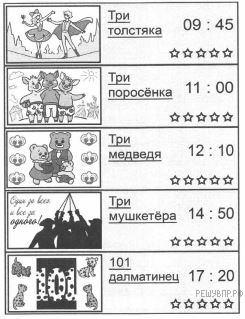 Три
толстяка
09 : 45
Три
поросёнка
11 : 00
Три
медведя
12 : 10
Один за всех,
и все за
одного!
Три
мушкетёра
14 : 50
101
далматинец
17 : 20
РЕШУВПР.РФ